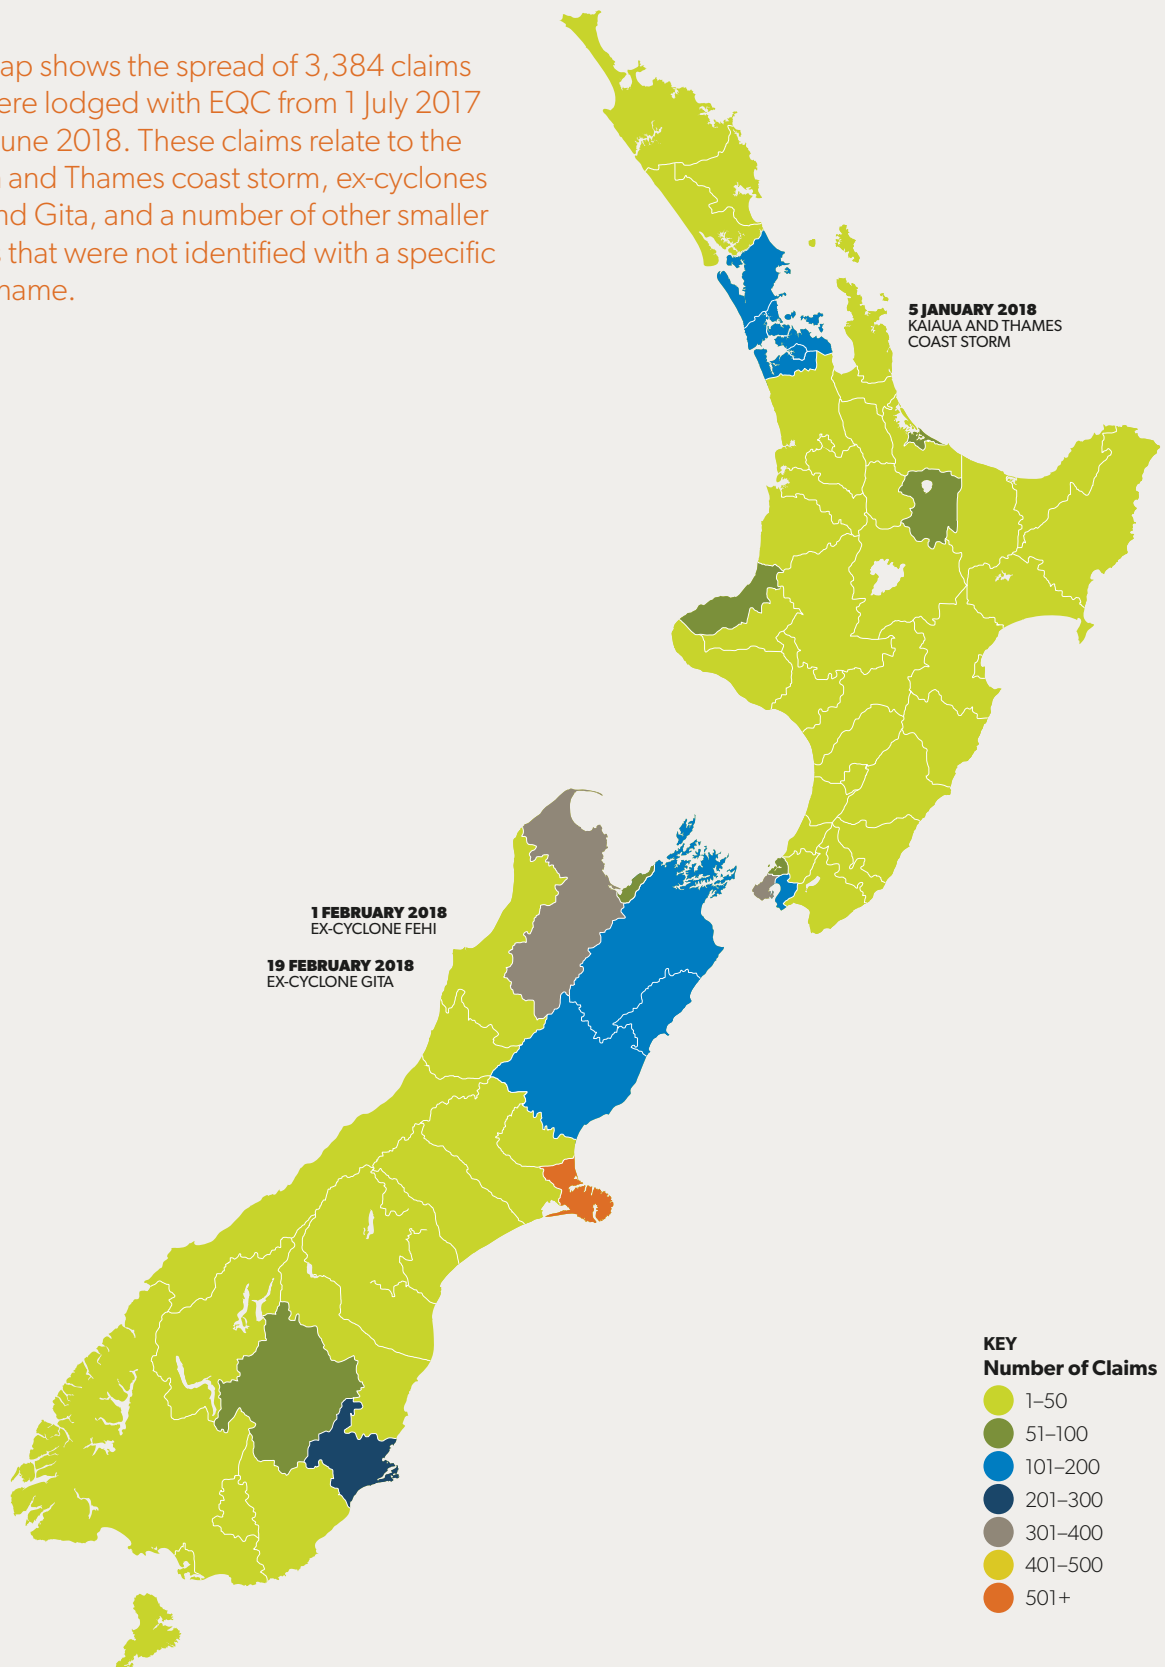 ap shows the spread of 3,384 claims
ere lodged with EQC from 1 July 2017
une 2018. These claims relate to the
and Thames coast storm, ex-cyclones
nd Gita, and a number of other smaller
that were not identified with a specific
name.
5 JANUARY 2018
KAIAUA AND THAMES
COAST STORM
1 FEBRUARY 2018
EX-CYCLONE FEHI
19 FEBRUARY 2018
EX-CYCLONE GITA
KEY
Number of Claims
1–50
51–100
101–200
201–300
301–400
401–500
501+